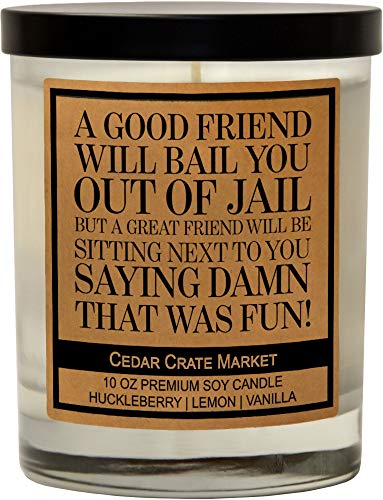 A GOOD FRIEND
WILL BAIL YOU
OUT OF JAIL
BUT A GREAT FRIEND WILL BE
SITTING NEXT TO YOU
SAYING DAMN
THAT WAS FUN!
CEDAR CRATE MARKET
10 OZ PREMIUM SOY CANDLE
HUCKLEBERRY | LEMON | VANILLA